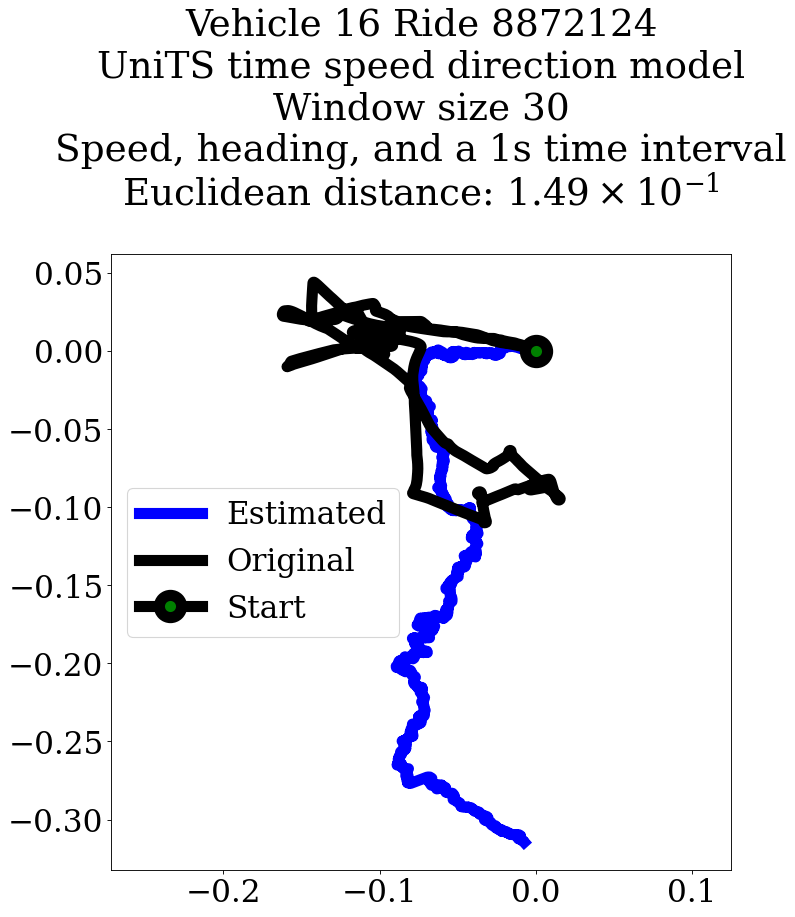 Vehicle 16 Ride 8872124
UniTS time speed direction model
Window size 30
Speed, heading, and a 1s time interval
Euclidean distance: 1.49 × 10⁻¹
0.05
0.00
−0.05
−0.10
−0.15
−0.20
−0.25
−0.30
Estimated
Original
Start
−0.2 −0.1 0.0 0.1